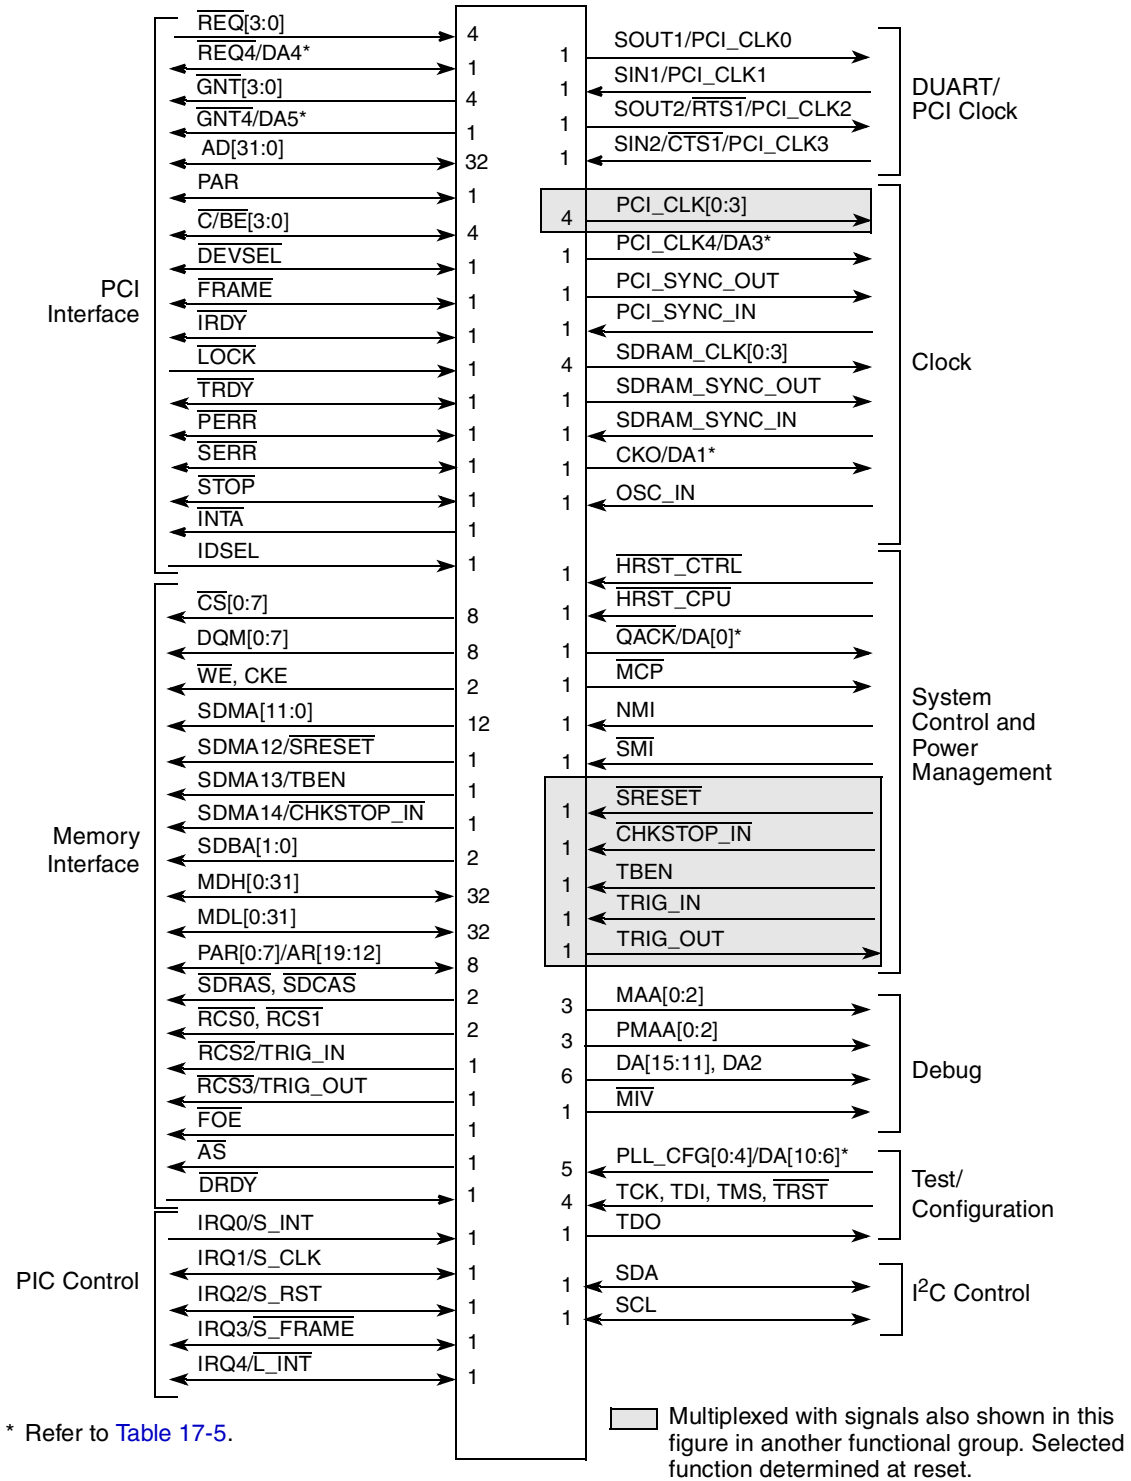 REQ[3:0]
4
REQ4/DA4*
1
GNT[3:0]
4
GNT4/DA5*
1
AD[31:0]
32
PAR
1
C/BE[3:0]
4
DEVSEL
1
PCI
Interface
FRAME
1
IRDY
1
LOCK
1
TRDY
1
PERR
1
SERR
1
STOP
1
INTA
1
IDSEL
1
CS[0:7]
8
DQM[0:7]
8
WE, CKE
2
SDMA[11:0]
12
SDMA12/SRESET
1
SDMA13/TBEN
1
SDMA14/CHKSTOP_IN
1
Memory
Interface
SDBA[1:0]
2
MDH[0:31]
32
MDL[0:31]
32
PAR[0:7]/AR[19:12]
8
SDRAS, SDCAS
2
RCS0, RCS1
2
RCS2/TRIG_IN
1
RCS3/TRIG_OUT
1
FOE
1
AS
1
DRDY
1
IRQ0/S_INT
1
PIC Control
IRQ1/S_CLK
1
IRQ2/S_RST
1
IRQ3/S_FRAME
1
IRQ4/L_INT
1
* Refer to Table 17-5.
1
SOUT1/PCI_CLK0
1
SIN1/PCI_CLK1
1
SOUT2/RTS1/PCI_CLK2
1
SIN2/CTS1/PCI_CLK3
DUART/
PCI Clock
4
PCI_CLK[0:3]
1
PCI_CLK4/DA3*
1
PCI_SYNC_OUT
1
PCI_SYNC_IN
4
SDRAM_CLK[0:3]
Clock
1
SDRAM_SYNC_OUT
1
SDRAM_SYNC_IN
1
CKO/DA1*
1
OSC_IN
1
HRST_CTRL
1
HRST_CPU
1
QACK/DA[0]*
1
MCP
1
NMI
1
SMI
System
Control and
Power
Management
1
SRESET
1
CHKSTOP_IN
1
TBEN
1
TRIG_IN
1
TRIG_OUT
3
MAA[0:2]
3
PMAA[0:2]
6
DA[15:11], DA2
1
MIV
Debug
5
PLL_CFG[0:4]/DA[10:6]*
4
TCK, TDI, TMS, TRST
1
TDO
Test/
Configuration
1
SDA
1
SCL
I2C Control
Multiplexed with signals also shown in this
figure in another functional group. Selected
function determined at reset.